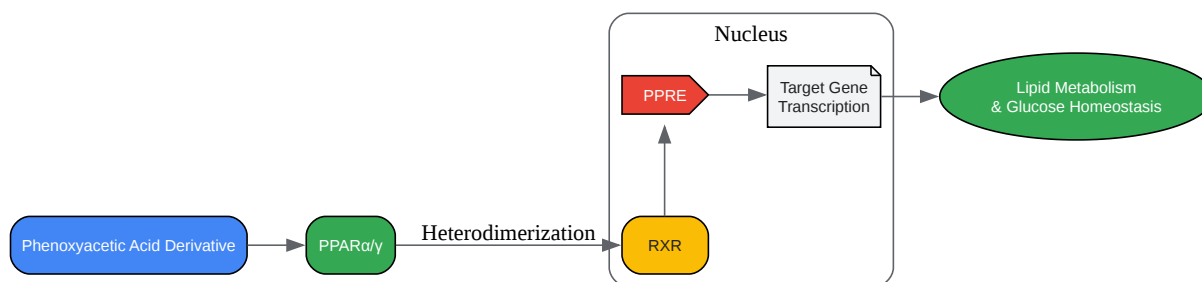 Nucleus
PPRE
Target Gene
Transcription
Lipid Metabolism
& Glucose Homeostasis
Phenoxyacetic Acid Derivative
PPARα/γ
Heterodimerization
RXR